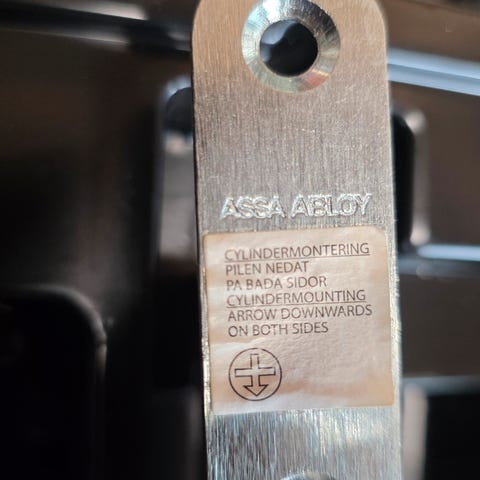 ASSA ABLOY
CYLINDERMONTERING
PILEN NEDAT
PA BADA SIDOR
CYLINDERMOUNTING
ARROW DOWNWARDS
ON BOTH SIDES